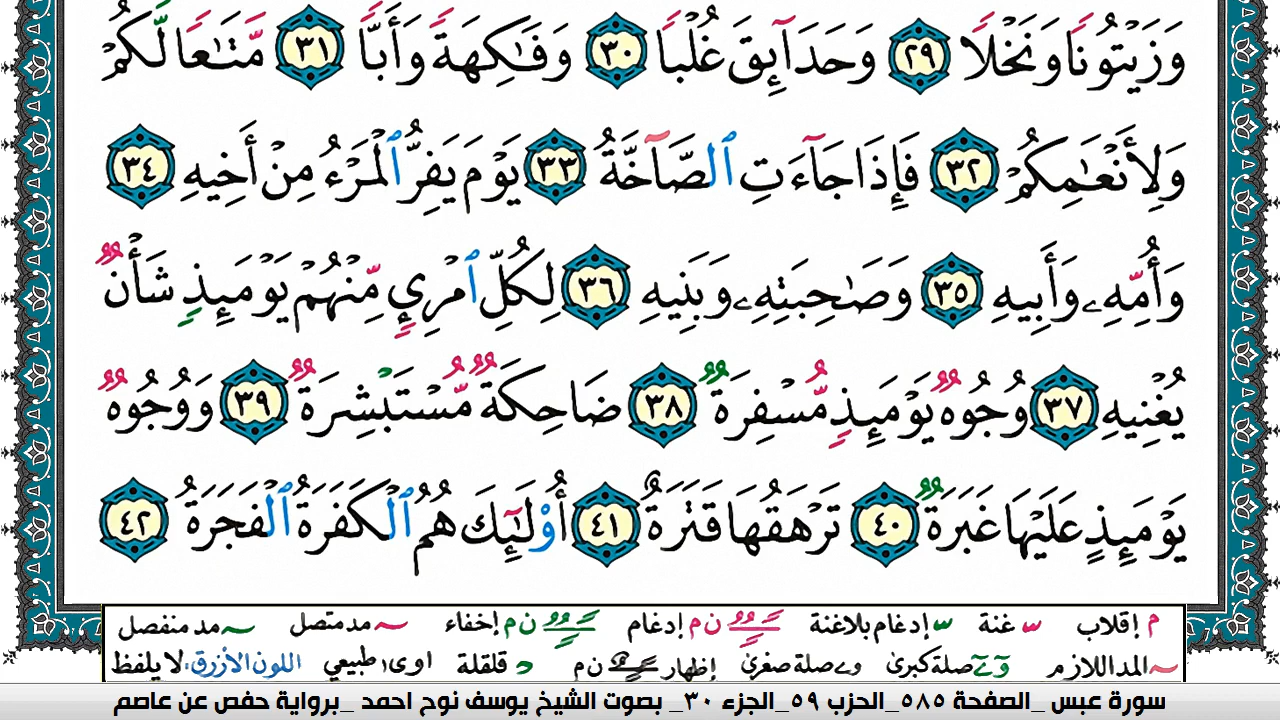 وَزَيْتُونًا وَنَخْلًا ٢٩ وَحَدَآئِقَ غُلْبًا ٣٠ وَفَٰكِهَةً وَأَبًّا ٣١ مَّتَٰعًا لَّكُمْ
وَلِأَنْعَٰمِكُمْ ٣٢ فَإِذَا جَآءَتِ ٱلصَّآخَّةُ ٣٣ يَوْمَ يَفِرُّ ٱلْمَرْءُ مِنْ أَخِيهِ ٣٤
وَأُمِّهِۦ وَأَبِيهِ ٣٥ وَصَٰحِبَتِهِۦ وَبَنِيهِ ٣٦ لِكُلِّ ٱمْرِئٍ مِّنْهُمْ يَوْمَئِذٍ شَأْنٌ
يُغْنِيهِ ٣٧ وُجُوهٌ يَوْمَئِذٍ مُّسْفِرَةٌ ٣٨ ضَاحِكَةٌ مُّسْتَبْشِرَةٌ ٣٩ وَوُجُوهٌ
يَوْمَئِذٍ عَلَيْهَا غَبَرَةٌ ٤٠ تَرْهَقُهَا قَتَرَةٌ ٤١ أُو۟لَٰٓئِكَ هُمُ ٱلْكَفَرَةُ ٱلْفَجَرَةُ ٤٢
م إقلاب غنة إدغام بلاغنة ن م إدغام ن م إخفاء مد متصل مد منفصل
المد اللازم صلة كبرى صلة صغرى إظهار ن م قلقلة اوى طبيعي اللون الأزرق: لا يلفظ
سورة عبس _الصفحة ٥٨٥_الحزب ٥٩_الجزء ٣٠_ بصوت الشيخ يوسف نوح احمد _برواية حفص عن عاصم